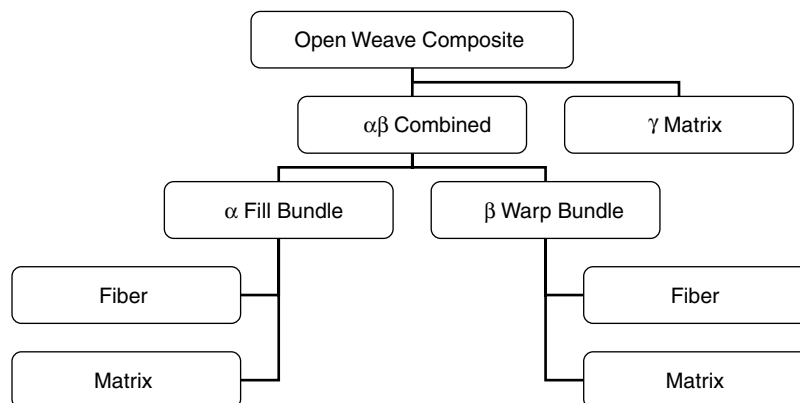 Open Weave Composite
αβ Combined
γ Matrix
α Fill Bundle
β Warp Bundle
Fiber
Fiber
Matrix
Matrix